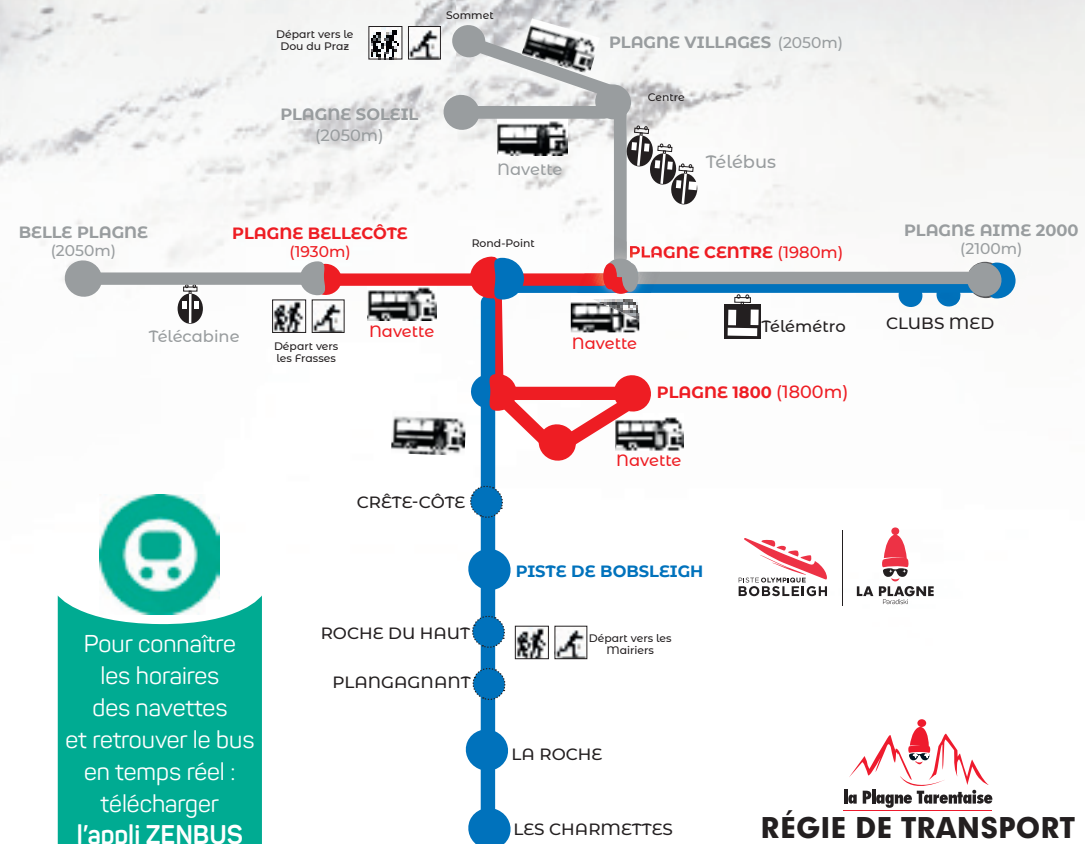 Sommet
Départ vers le
Dou du Praz
PLAGNE VILLAGES (2050m)
Centre
PLAGNE SOLEIL
(2050m)
Navette
Télébus
BELLE PLAGNE
(2050m)
PLAGNE BELLECÔTE
(1930m)
Rond-Point
PLAGNE CENTRE (1980m)
PLAGNE AIME 2000
(2100m)
Télécabine
Départ vers
les Frasses
Navette
Navette
Télémétro
CLUBS MED
PLAGNE 1800 (1800m)
Navette
CRÊTE-CÔTE
PISTE DE BOBSLEIGH
PISTE OLYMPIQUE
BOBSLEIGH
LA PLAGNE
Paradiski
ROCHE DU HAUT
Départ vers les
Mairiers
PLANGAGNANT
LA ROCHE
LES CHARMETTES
Pour connaître
les horaires
des navettes
et retrouver le bus
en temps réel :
télécharger
l'appli ZENBUS
la Plagne Tarentaise
RÉGIE DE TRANSPORT